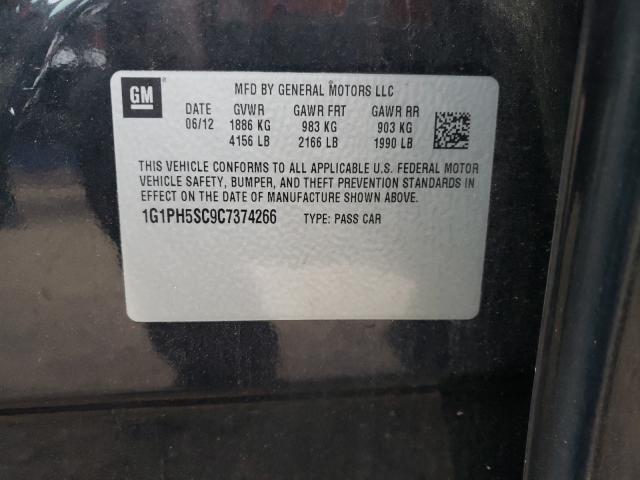 GM ®
MFD BY GENERAL MOTORS LLC
DATE GVWR GAWR FRT GAWR RR
06/12 1886 KG 983 KG 903 KG
4156 LB 2166 LB 1990 LB
THIS VEHICLE CONFORMS TO ALL APPLICABLE U.S. FEDERAL MOTOR
VEHICLE SAFETY, BUMPER, AND THEFT PREVENTION STANDARDS IN
EFFECT ON THE DATE OF MANUFACTURE SHOWN ABOVE.
1G1PH5SC9C7374266 TYPE: PASS CAR